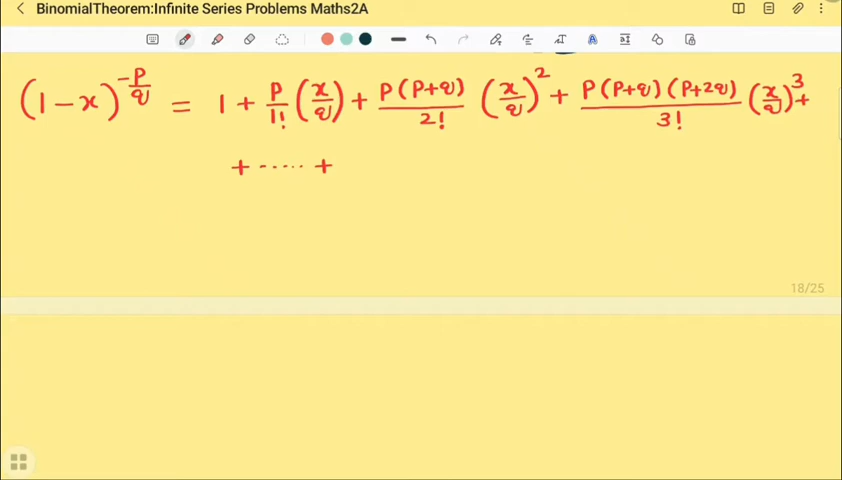 BinomialTheorem:Infinite Series Problems Maths2A
(1-x)^(-P/q) = 1 + P/1! (x/q) + P(P+q)/2! (x/q)^2 + P(P+q)(P+2q)/3! (x/q)^3 +
+ ...... +
18/25